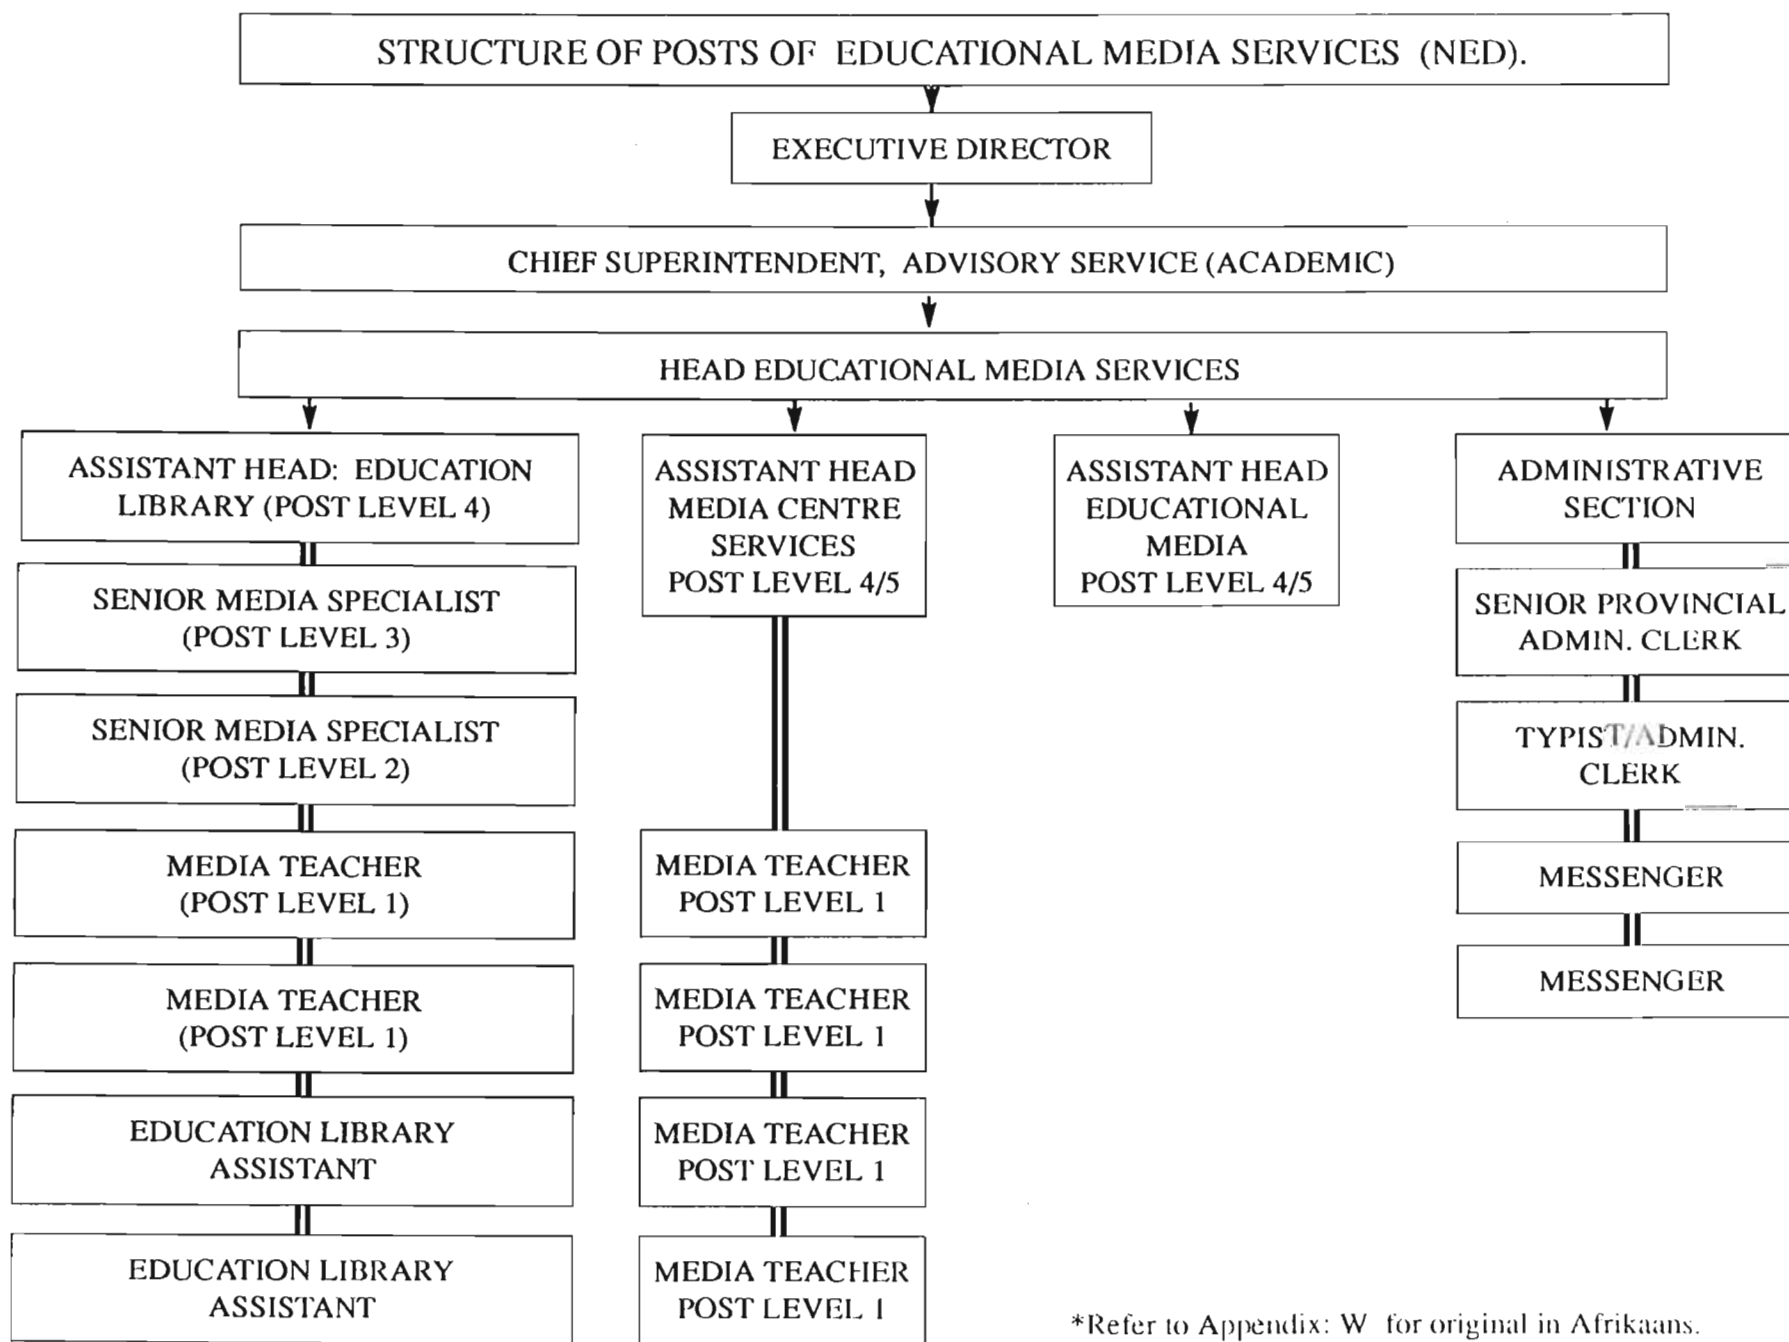 STRUCTURE OF POSTS OF EDUCATIONAL MEDIA SERVICES (NED).
EXECUTIVE DIRECTOR
CHIEF SUPERINTENDENT, ADVISORY SERVICE (ACADEMIC)
HEAD EDUCATIONAL MEDIA SERVICES
ASSISTANT HEAD: EDUCATION
LIBRARY (POST LEVEL 4)
SENIOR MEDIA SPECIALIST
(POST LEVEL 3)
SENIOR MEDIA SPECIALIST
(POST LEVEL 2)
MEDIA TEACHER
(POST LEVEL 1)
MEDIA TEACHER
(POST LEVEL 1)
EDUCATION LIBRARY
ASSISTANT
EDUCATION LIBRARY
ASSISTANT
ASSISTANT HEAD
MEDIA CENTRE
SERVICES
POST LEVEL 4/5
MEDIA TEACHER
POST LEVEL 1
MEDIA TEACHER
POST LEVEL 1
MEDIA TEACHER
POST LEVEL 1
MEDIA TEACHER
POST LEVEL 1
ASSISTANT HEAD
EDUCATIONAL
MEDIA
POST LEVEL 4/5
ADMINISTRATIVE
SECTION
SENIOR PROVINCIAL
ADMIN. CLERK
TYPIST/ADMIN.
CLERK
MESSENGER
MESSENGER
*Refer to Appendix: W for original in Afrikaans.